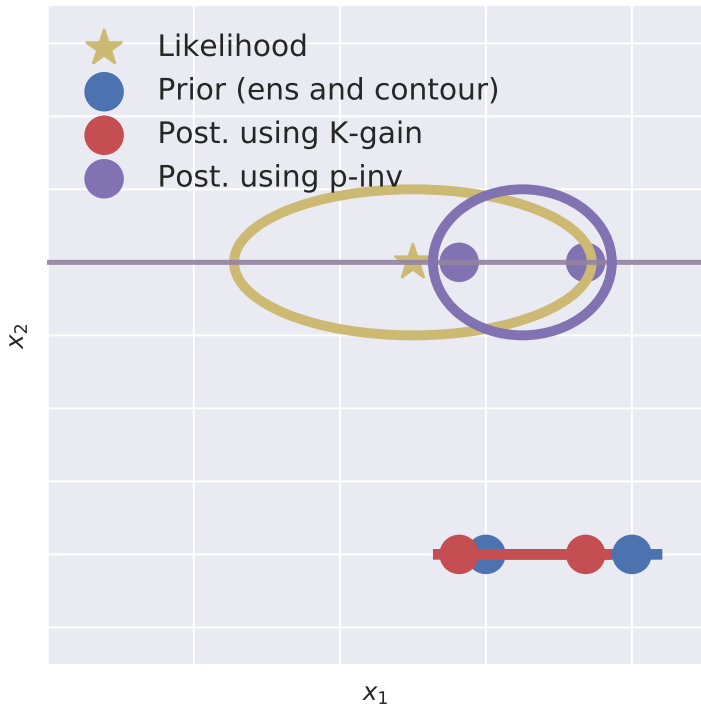 Likelihood
Prior (ens and contour)
Post. using K-gain
Post. using p-inv
x₂
x₁